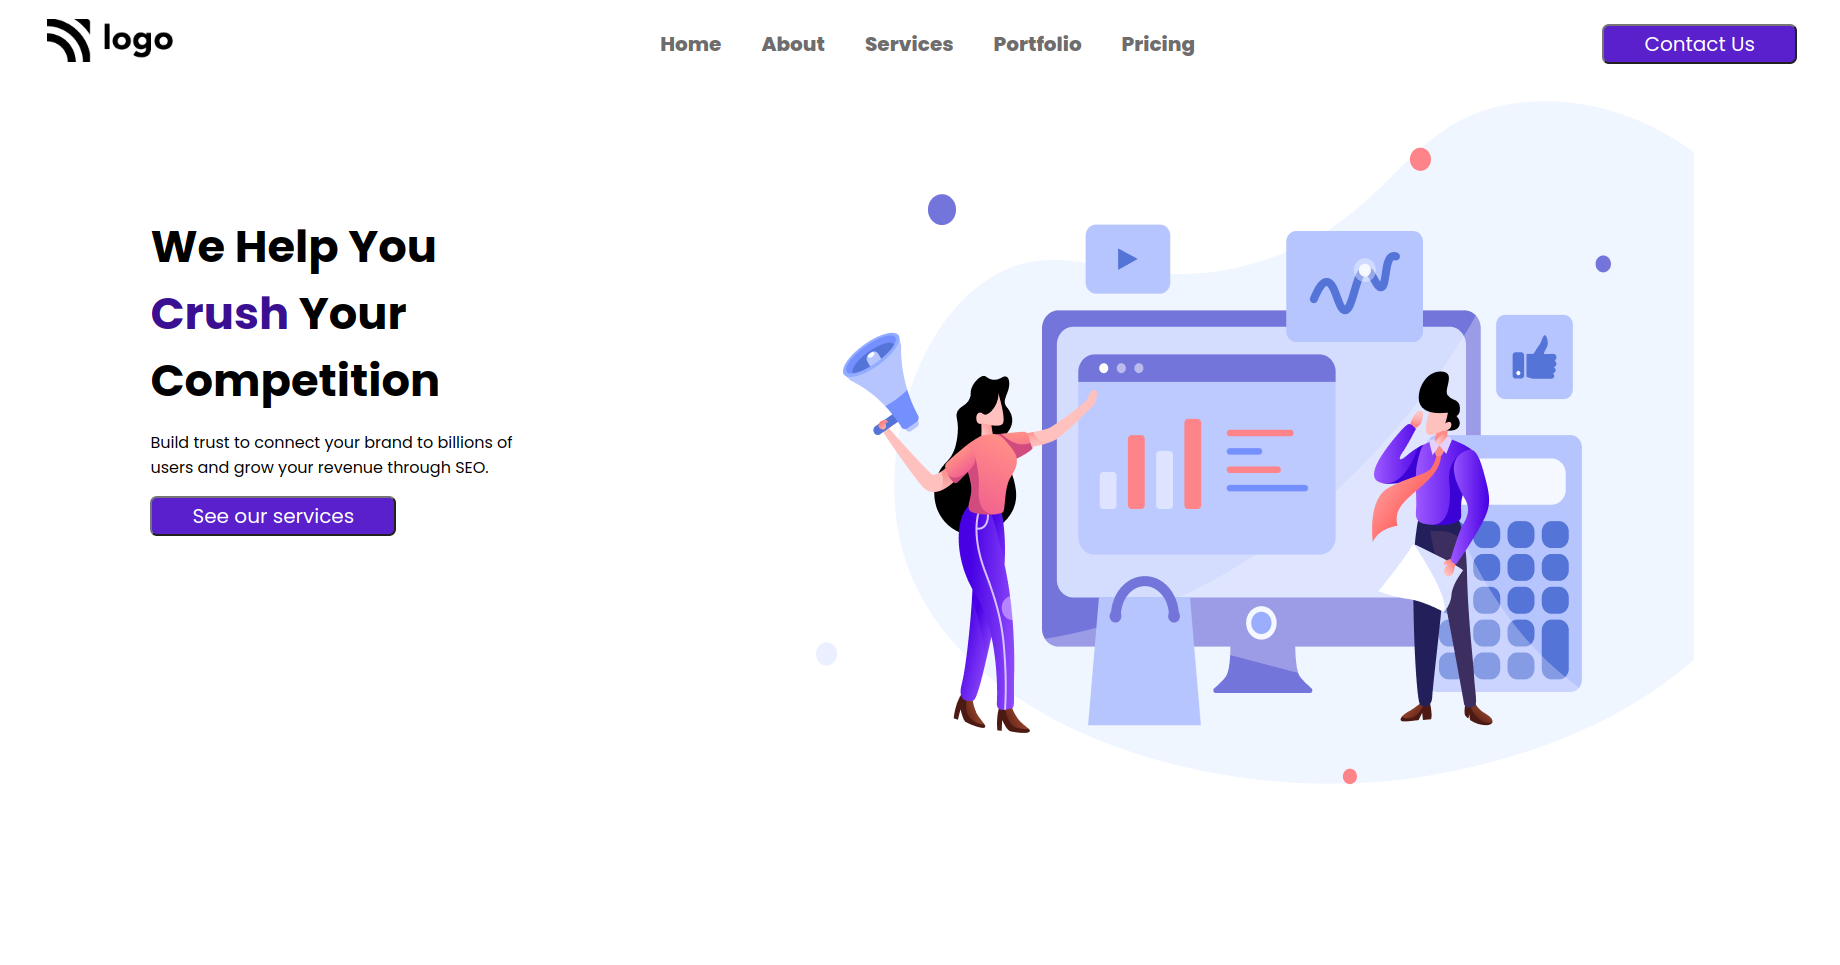 logo
Home About Services Portfolio Pricing
Contact Us
We Help You
Crush Your
Competition
Build trust to connect your brand to billions of
users and grow your revenue through SEO.
See our services